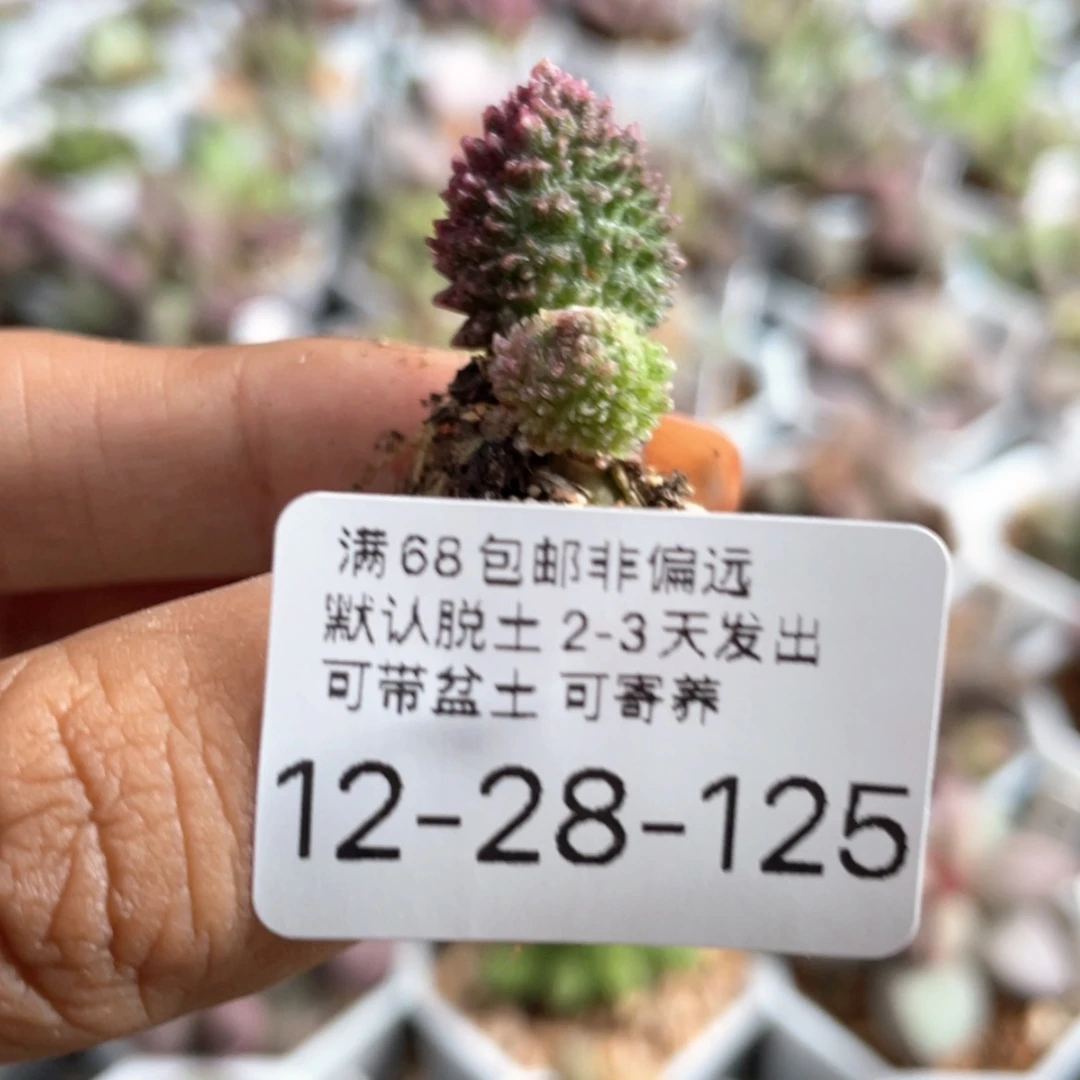 满68包邮非偏远
默认脱土2-3天发出
可带盆土 可寄养
12-28-125